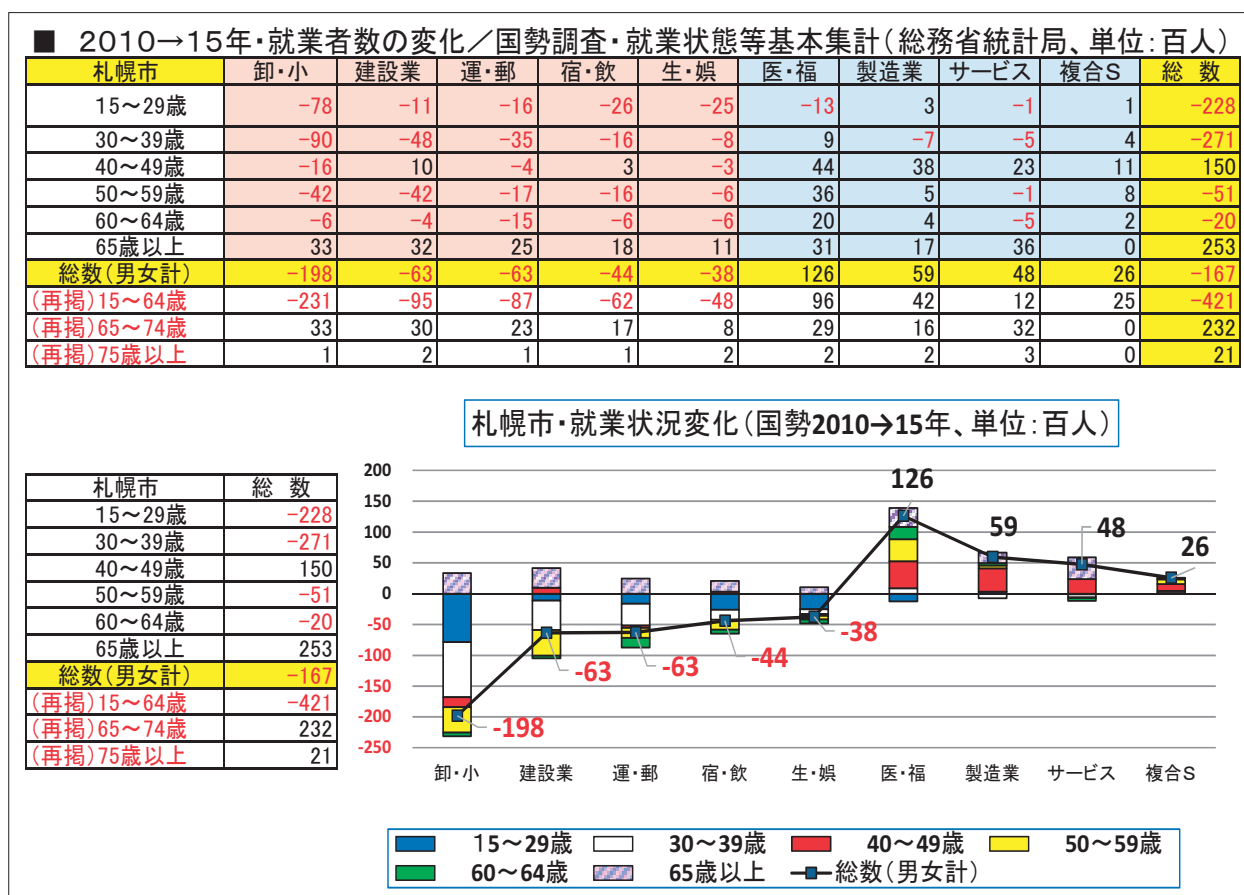 ■ 2010→15年・就業者数の変化／国勢調査・就業状態等基本集計(総務省統計局、単位：百人)
札幌市 卸・小 建設業 運・郵 宿・飲 生・娯 医・福 製造業 サービス 複合S 総 数
15～29歳 -78 -11 -16 -26 -25 -13 3 -1 1 -228
30～39歳 -90 -48 -35 -16 -8 9 -7 -5 4 -271
40～49歳 -16 10 -4 3 -3 44 38 23 11 150
50～59歳 -42 -42 -17 -16 -6 36 5 -1 8 -51
60～64歳 -6 -4 -15 -6 -6 20 4 -5 2 -20
65歳以上 33 32 25 18 11 31 17 36 0 253
総数(男女計) -198 -63 -63 -44 -38 126 59 48 26 -167
(再掲)15～64歳 -231 -95 -87 -62 -48 96 42 12 25 -421
(再掲)65～74歳 33 30 23 17 8 29 16 32 0 232
(再掲)75歳以上 1 2 1 1 2 2 2 3 0 21
札幌市・就業状況変化(国勢2010→15年、単位：百人)
札幌市 総 数
15～29歳 -228
30～39歳 -271
40～49歳 150
50～59歳 -51
60～64歳 -20
65歳以上 253
総数(男女計) -167
(再掲)15～64歳 -421
(再掲)65～74歳 232
(再掲)75歳以上 21
200
150
100
50
0
-50
-100
-150
-200
-250
-198
-63
-63
-44
-38
126
59
48
26
卸・小 建設業 運・郵 宿・飲 生・娯 医・福 製造業 サービス 複合S
15～29歳 30～39歳 40～49歳 50～59歳
60～64歳 65歳以上 総数(男女計)